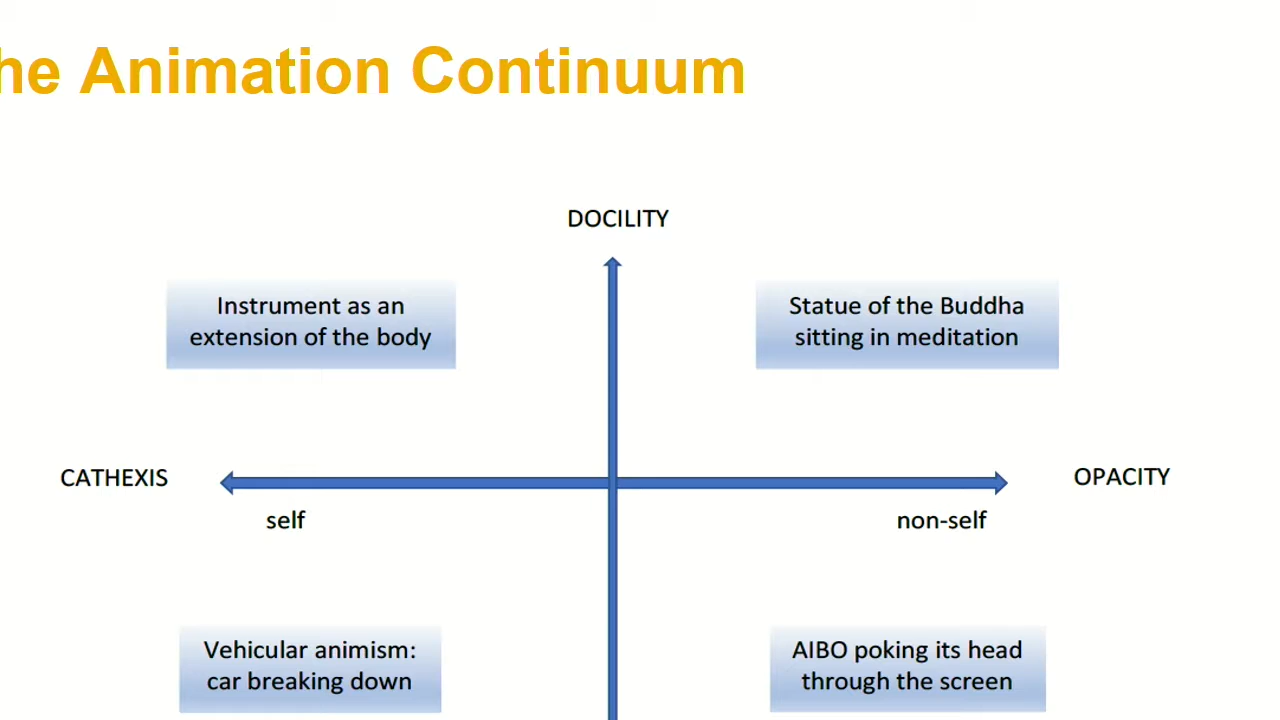 he Animation Continuum
DOCILITY
Instrument as an
extension of the body
Statue of the Buddha
sitting in meditation
CATHEXIS
OPACITY
self
non-self
Vehicular animism:
car breaking down
AIBO poking its head
through the screen